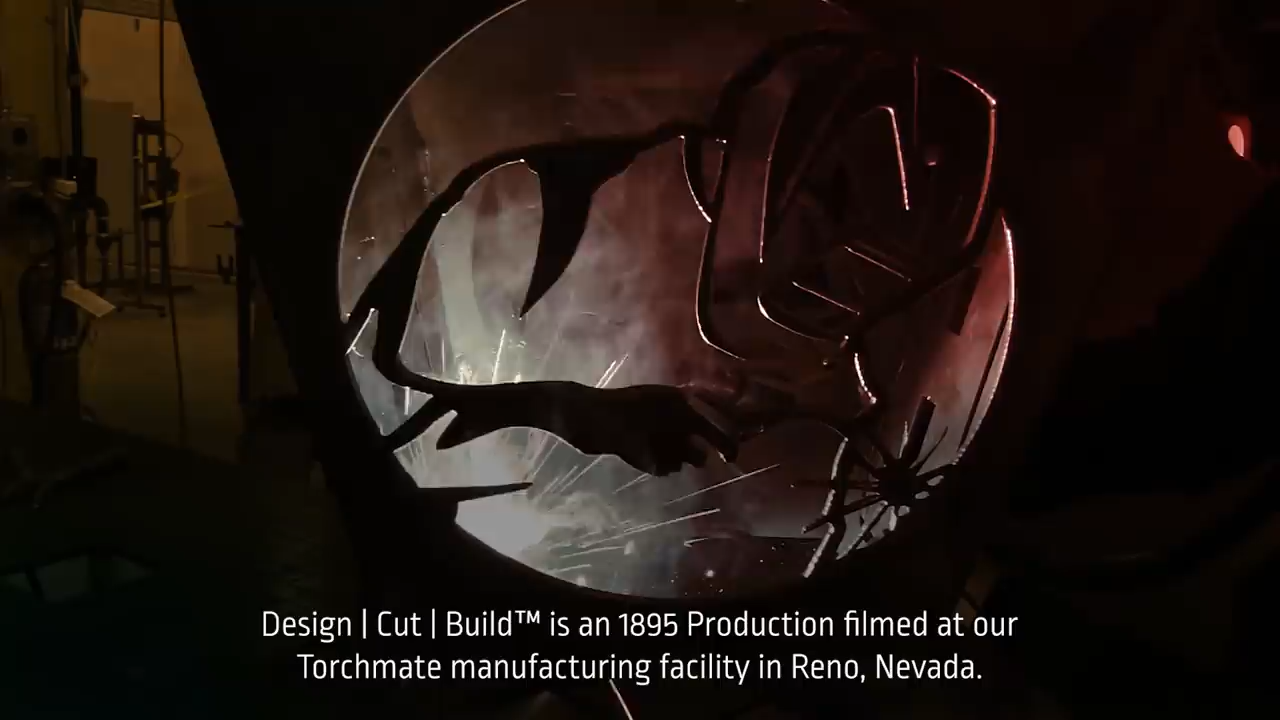 Design | Cut | Build™ is an 1895 Production filmed at our
Torchmate manufacturing facility in Reno, Nevada.